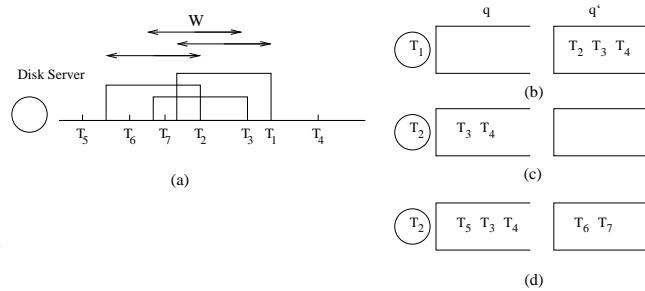 W
Disk Server
T5 T6 T7 T2 T3 T1 T4
(a)
q q‘
T1 T2 T3 T4
(b)
T2 T3 T4
(c)
T2 T5 T3 T4 T6 T7
(d)